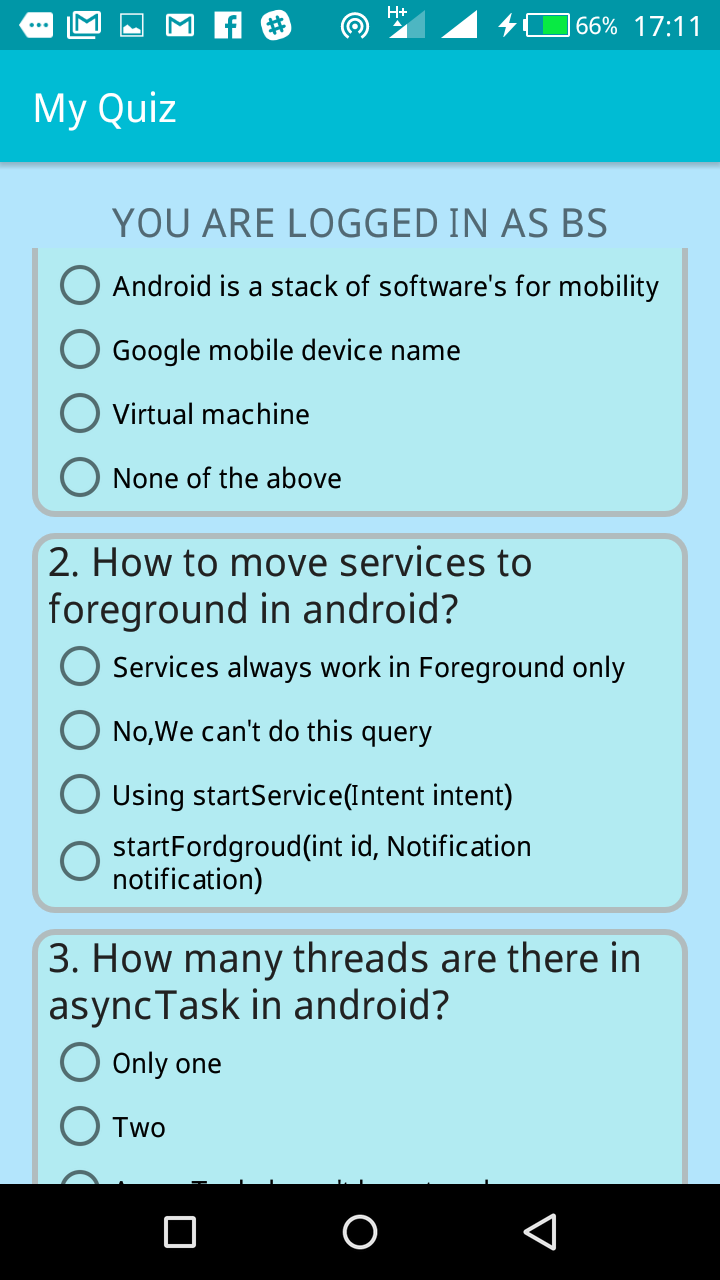 H+
66%
17:11
My Quiz
YOU ARE LOGGED IN AS BS
Android is a stack of software's for mobility
Google mobile device name
Virtual machine
None of the above
2. How to move services to
foreground in android?
Services always work in Foreground only
No,We can't do this query
Using startService(Intent intent)
startFordgroud(int id, Notification
notification)
3. How many threads are there in
asyncTask in android?
Only one
Two